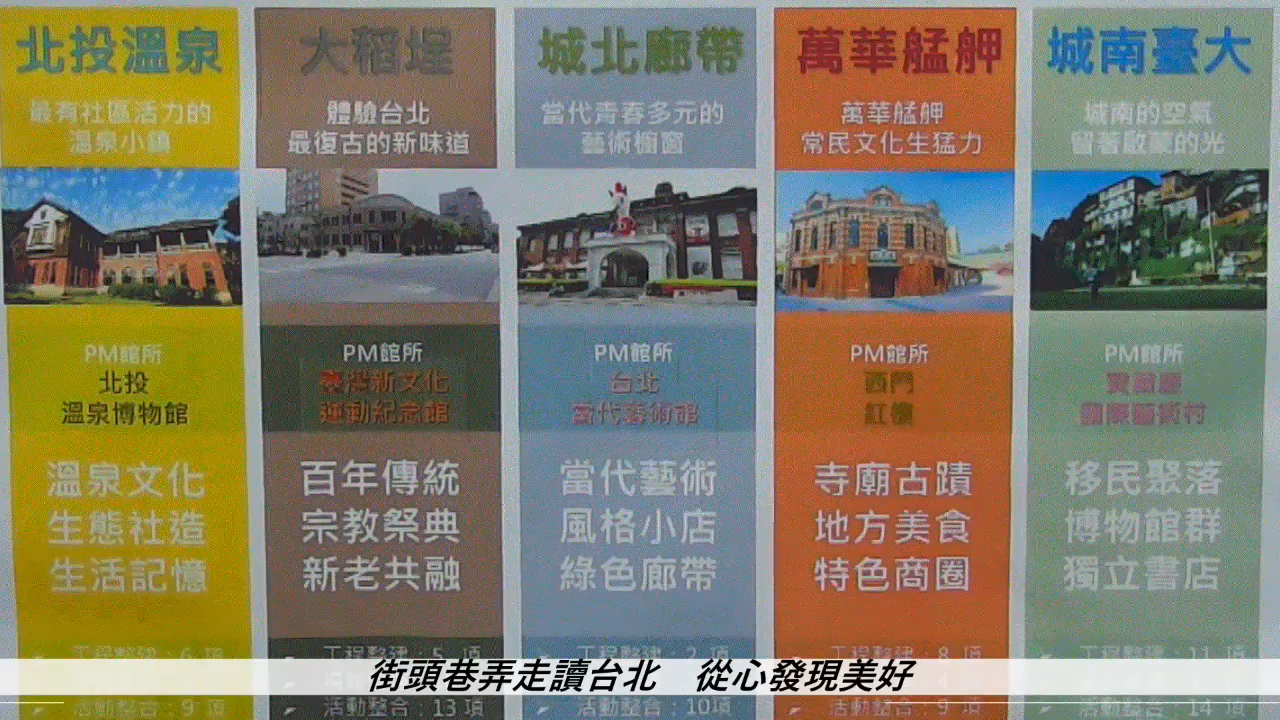 北投溫泉
最有社區活力的
溫泉小鎮
PM館所
北投
溫泉博物館
溫泉文化
生態社造
生活記憶
工程整建：6 項
活動整合：9 項
大稻埕
體驗台北
最復古的新味道
PM館所
臺灣新文化
運動紀念館
百年傳統
宗教祭典
新老共融
工程整建：5 項
活動整合：13 項
城北廊帶
當代青春多元的
藝術櫥窗
PM館所
台北
當代藝術館
當代藝術
風格小店
綠色廊帶
工程整建：2 項
活動整合：10項
萬華艋舺
萬華艋舺
常民文化生猛力
PM館所
西門
紅樓
寺廟古蹟
地方美食
特色商圈
工程整建：8 項
活動整合：9 項
城南臺大
城南的空氣
留著啟蒙的光
PM館所
寶藏巖
國際藝術村
移民聚落
博物館群
獨立書店
工程整建：11 項
活動整合：14 項
街頭巷弄走讀台北　從心發現美好